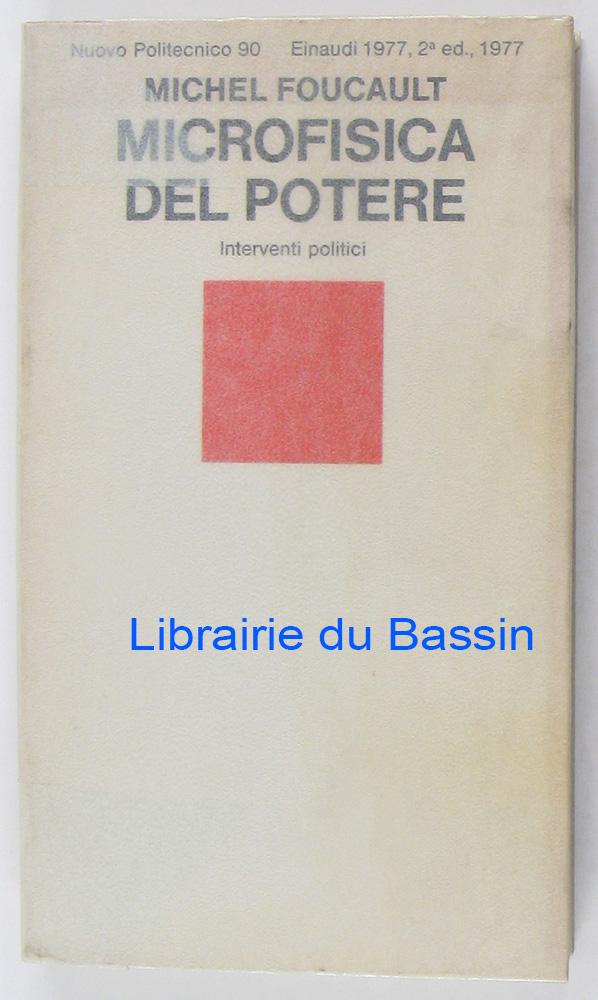 Nuovo Politecnico 90 Einaudi 1977, 2ª ed., 1977
MICHEL FOUCAULT
MICROFISICA
DEL POTERE
Interventi politici
Librairie du Bassin